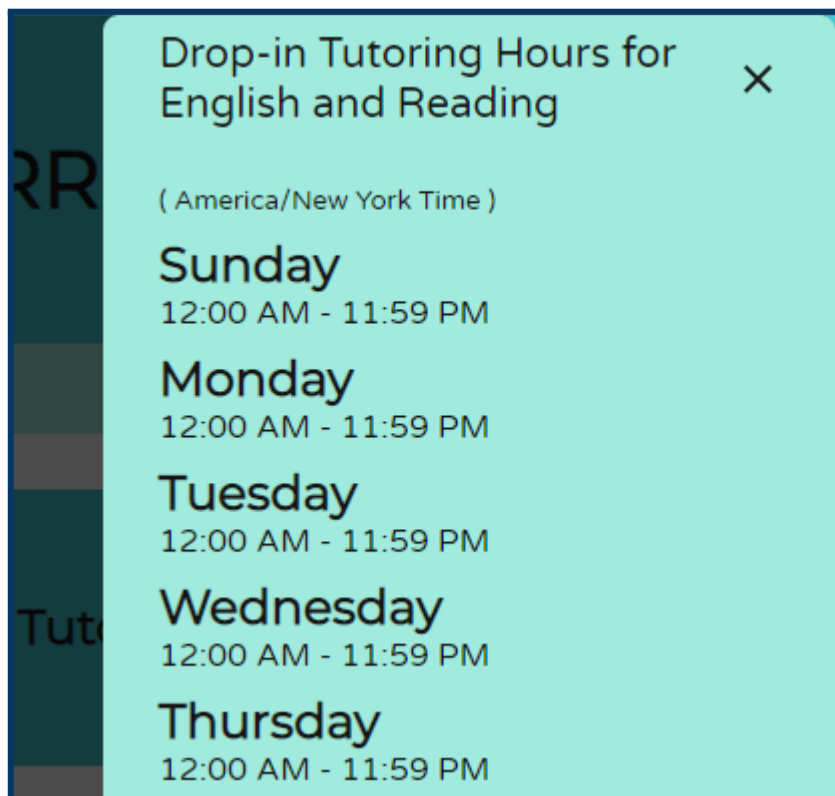 Drop-in Tutoring Hours for
English and Reading
( America/New York Time )
Sunday
12:00 AM - 11:59 PM
Monday
12:00 AM - 11:59 PM
Tuesday
12:00 AM - 11:59 PM
Wednesday
12:00 AM - 11:59 PM
Thursday
12:00 AM - 11:59 PM